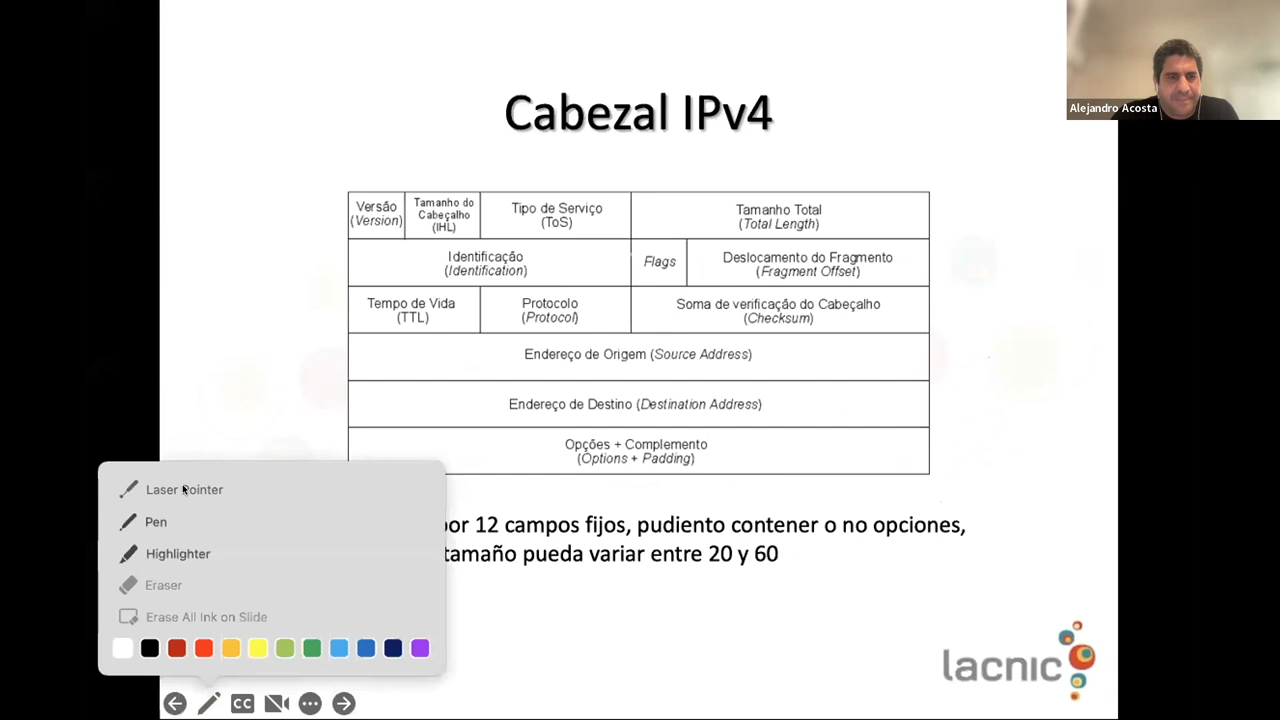 Cabezal IPv4
Alejandro Acosta
Versão
(Version)
Tamanho do
Cabeçalho
(IHL)
Tipo de Serviço
(ToS)
Tamanho Total
(Total Length)
Identificação
(Identification)
Flags
Deslocamento do Fragmento
(Fragment Offset)
Tempo de Vida
(TTL)
Protocolo
(Protocol)
Soma de verificação do Cabeçalho
(Checksum)
Endereço de Origem (Source Address)
Endereço de Destino (Destination Address)
Opções + Complemento
(Options + Padding)
por 12 campos fijos, pudiento contener o no opciones,
tamaño pueda variar entre 20 y 60
Laser Pointer
Pen
Highlighter
Eraser
Erase All Ink on Slide
CC
lacnic